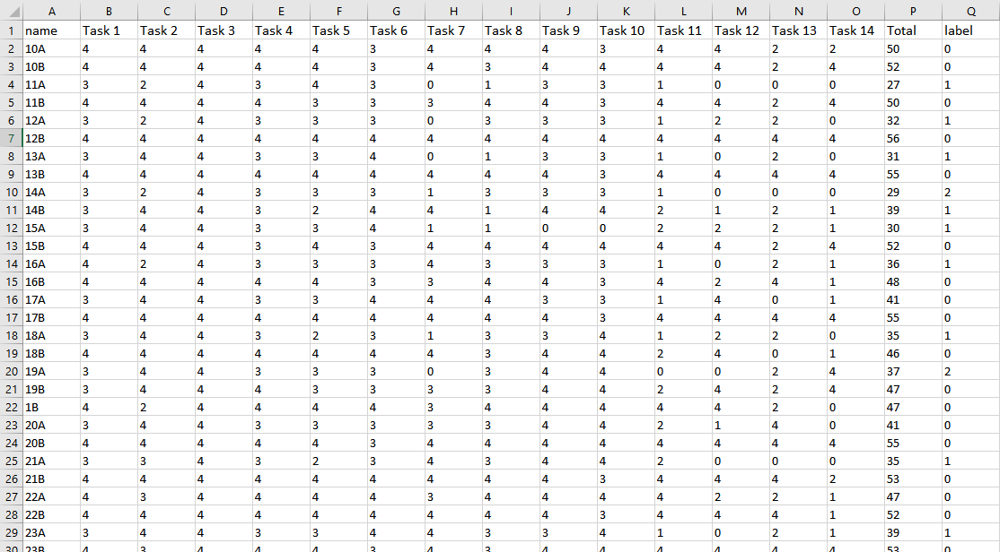 A B C D E F G H I J K L M N O P Q
1 name Task 1 Task 2 Task 3 Task 4 Task 5 Task 6 Task 7 Task 8 Task 9 Task 10 Task 11 Task 12 Task 13 Task 14 Total label
2 10A 4 4 4 4 4 3 4 4 4 3 4 4 2 2 50 0
3 10B 4 4 4 4 4 3 4 3 4 4 4 4 2 4 52 0
4 11A 3 2 4 3 4 3 0 1 3 3 1 0 0 0 27 1
5 11B 4 4 4 4 3 3 3 4 4 3 4 4 2 4 50 0
6 12A 3 2 4 3 3 3 0 3 3 3 1 2 2 0 32 1
7 12B 4 4 4 4 4 4 4 4 4 4 4 4 4 4 56 0
8 13A 3 4 4 3 3 4 0 1 3 3 1 0 2 0 31 1
9 13B 4 4 4 4 4 4 4 4 4 3 4 4 4 4 55 0
10 14A 3 2 4 3 3 3 1 3 3 3 1 0 0 0 29 2
11 14B 3 4 4 3 2 4 4 1 4 4 2 1 2 1 39 1
12 15A 3 4 4 3 3 4 1 1 0 0 2 2 2 1 30 1
13 15B 4 4 4 3 4 3 4 4 4 4 4 4 2 4 52 0
14 16A 4 2 4 3 3 3 4 3 3 3 1 0 2 1 36 1
15 16B 4 4 4 4 4 3 3 4 4 3 4 2 4 1 48 0
16 17A 3 4 4 3 3 4 4 4 3 3 1 4 0 1 41 0
17 17B 4 4 4 4 4 4 4 4 4 3 4 4 4 4 55 0
18 18A 3 4 4 3 2 3 1 3 3 4 1 2 2 0 35 1
19 18B 4 4 4 4 4 4 4 3 4 4 2 4 0 1 46 0
20 19A 3 4 4 3 3 3 0 3 4 4 0 0 2 4 37 2
21 19B 3 4 4 4 3 3 3 3 4 4 2 4 2 4 47 0
22 1B 4 2 4 4 4 4 3 4 4 4 4 4 2 0 47 0
23 20A 3 4 4 3 3 3 3 3 4 4 2 1 4 0 41 0
24 20B 4 4 4 4 4 3 4 4 4 4 4 4 4 4 55 0
25 21A 3 3 4 3 2 3 4 3 4 4 2 0 0 0 35 1
26 21B 4 4 4 4 4 4 4 4 4 3 4 4 4 2 53 0
27 22A 4 3 4 4 4 4 3 4 4 4 4 2 2 1 47 0
28 22B 4 4 4 4 4 4 4 4 4 3 4 4 4 1 52 0
29 23A 3 4 4 3 3 4 4 3 3 4 1 0 2 1 39 1
30 23B 4 3 4 4 4 3 4 3 4 4 4 4 4 4 53 0